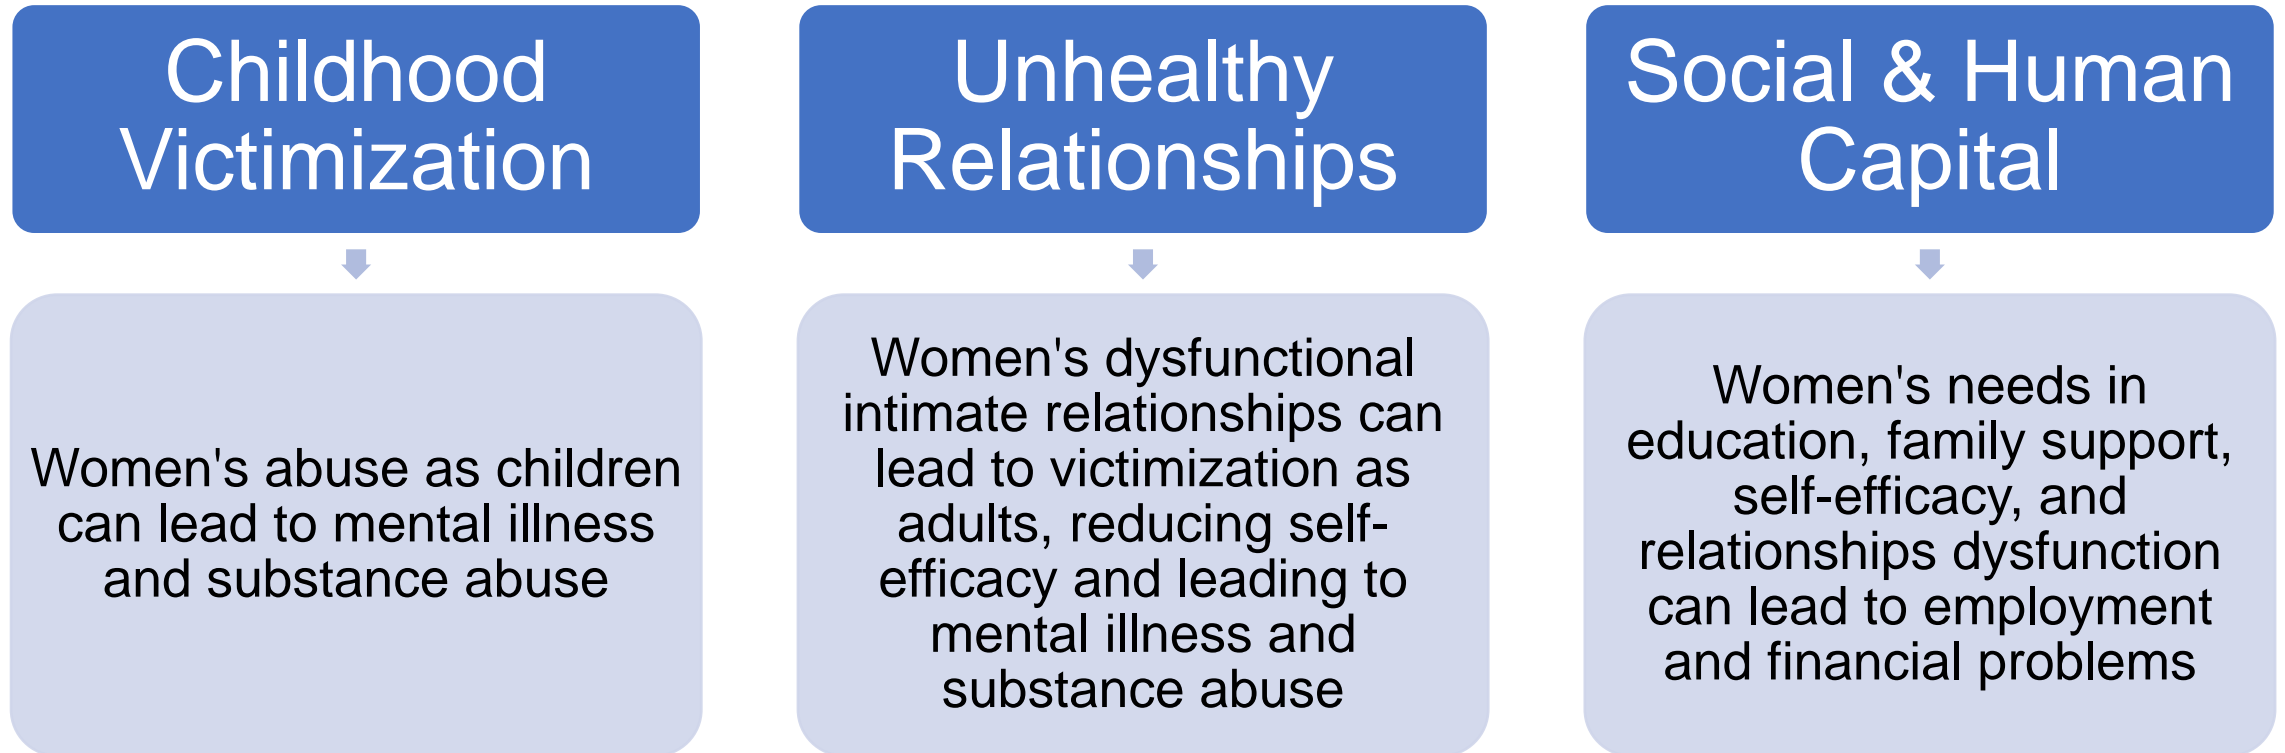 Childhood
Victimization
Women's abuse as children
can lead to mental illness
and substance abuse
Unhealthy
Relationships
Women's dysfunctional
intimate relationships can
lead to victimization as
adults, reducing self-
efficacy and leading to
mental illness and
substance abuse
Social & Human
Capital
Women's needs in
education, family support,
self-efficacy, and
relationships dysfunction
can lead to employment
and financial problems